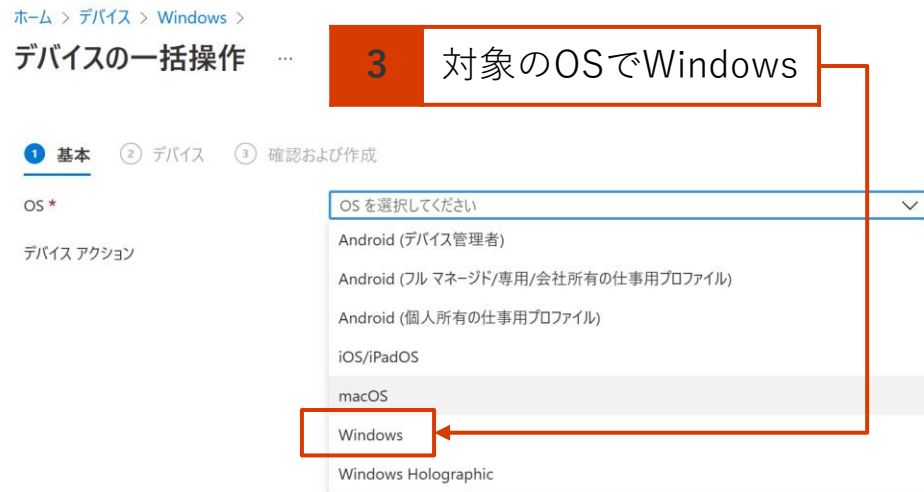 ホーム > デバイス > Windows >
デバイスの一括操作 …
3 対象のOSでWindows
1 基本 2 デバイス 3 確認および作成
OS *
OS を選択してください
デバイス アクション
Android (デバイス管理者)
Android (フル マネージド/専用/会社所有の仕事用プロファイル)
Android (個人所有の仕事用プロファイル)
iOS/iPadOS
macOS
Windows
Windows Holographic